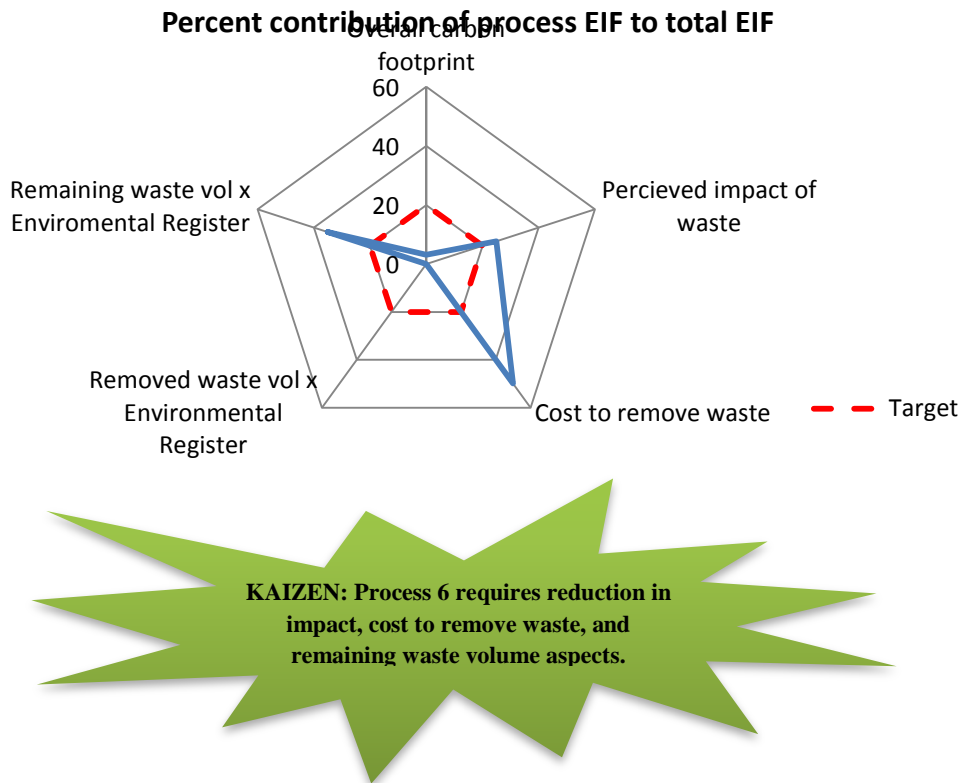 Percent contribution of process EIF to total EIF
Overall carbon
footprint
60
40
20
0
Remaining waste vol x
Enviromental Register
Percieved impact of
waste
Removed waste vol x
Environmental
Register
Cost to remove waste
Target
KAIZEN: Process 6 requires reduction in
impact, cost to remove waste, and
remaining waste volume aspects.